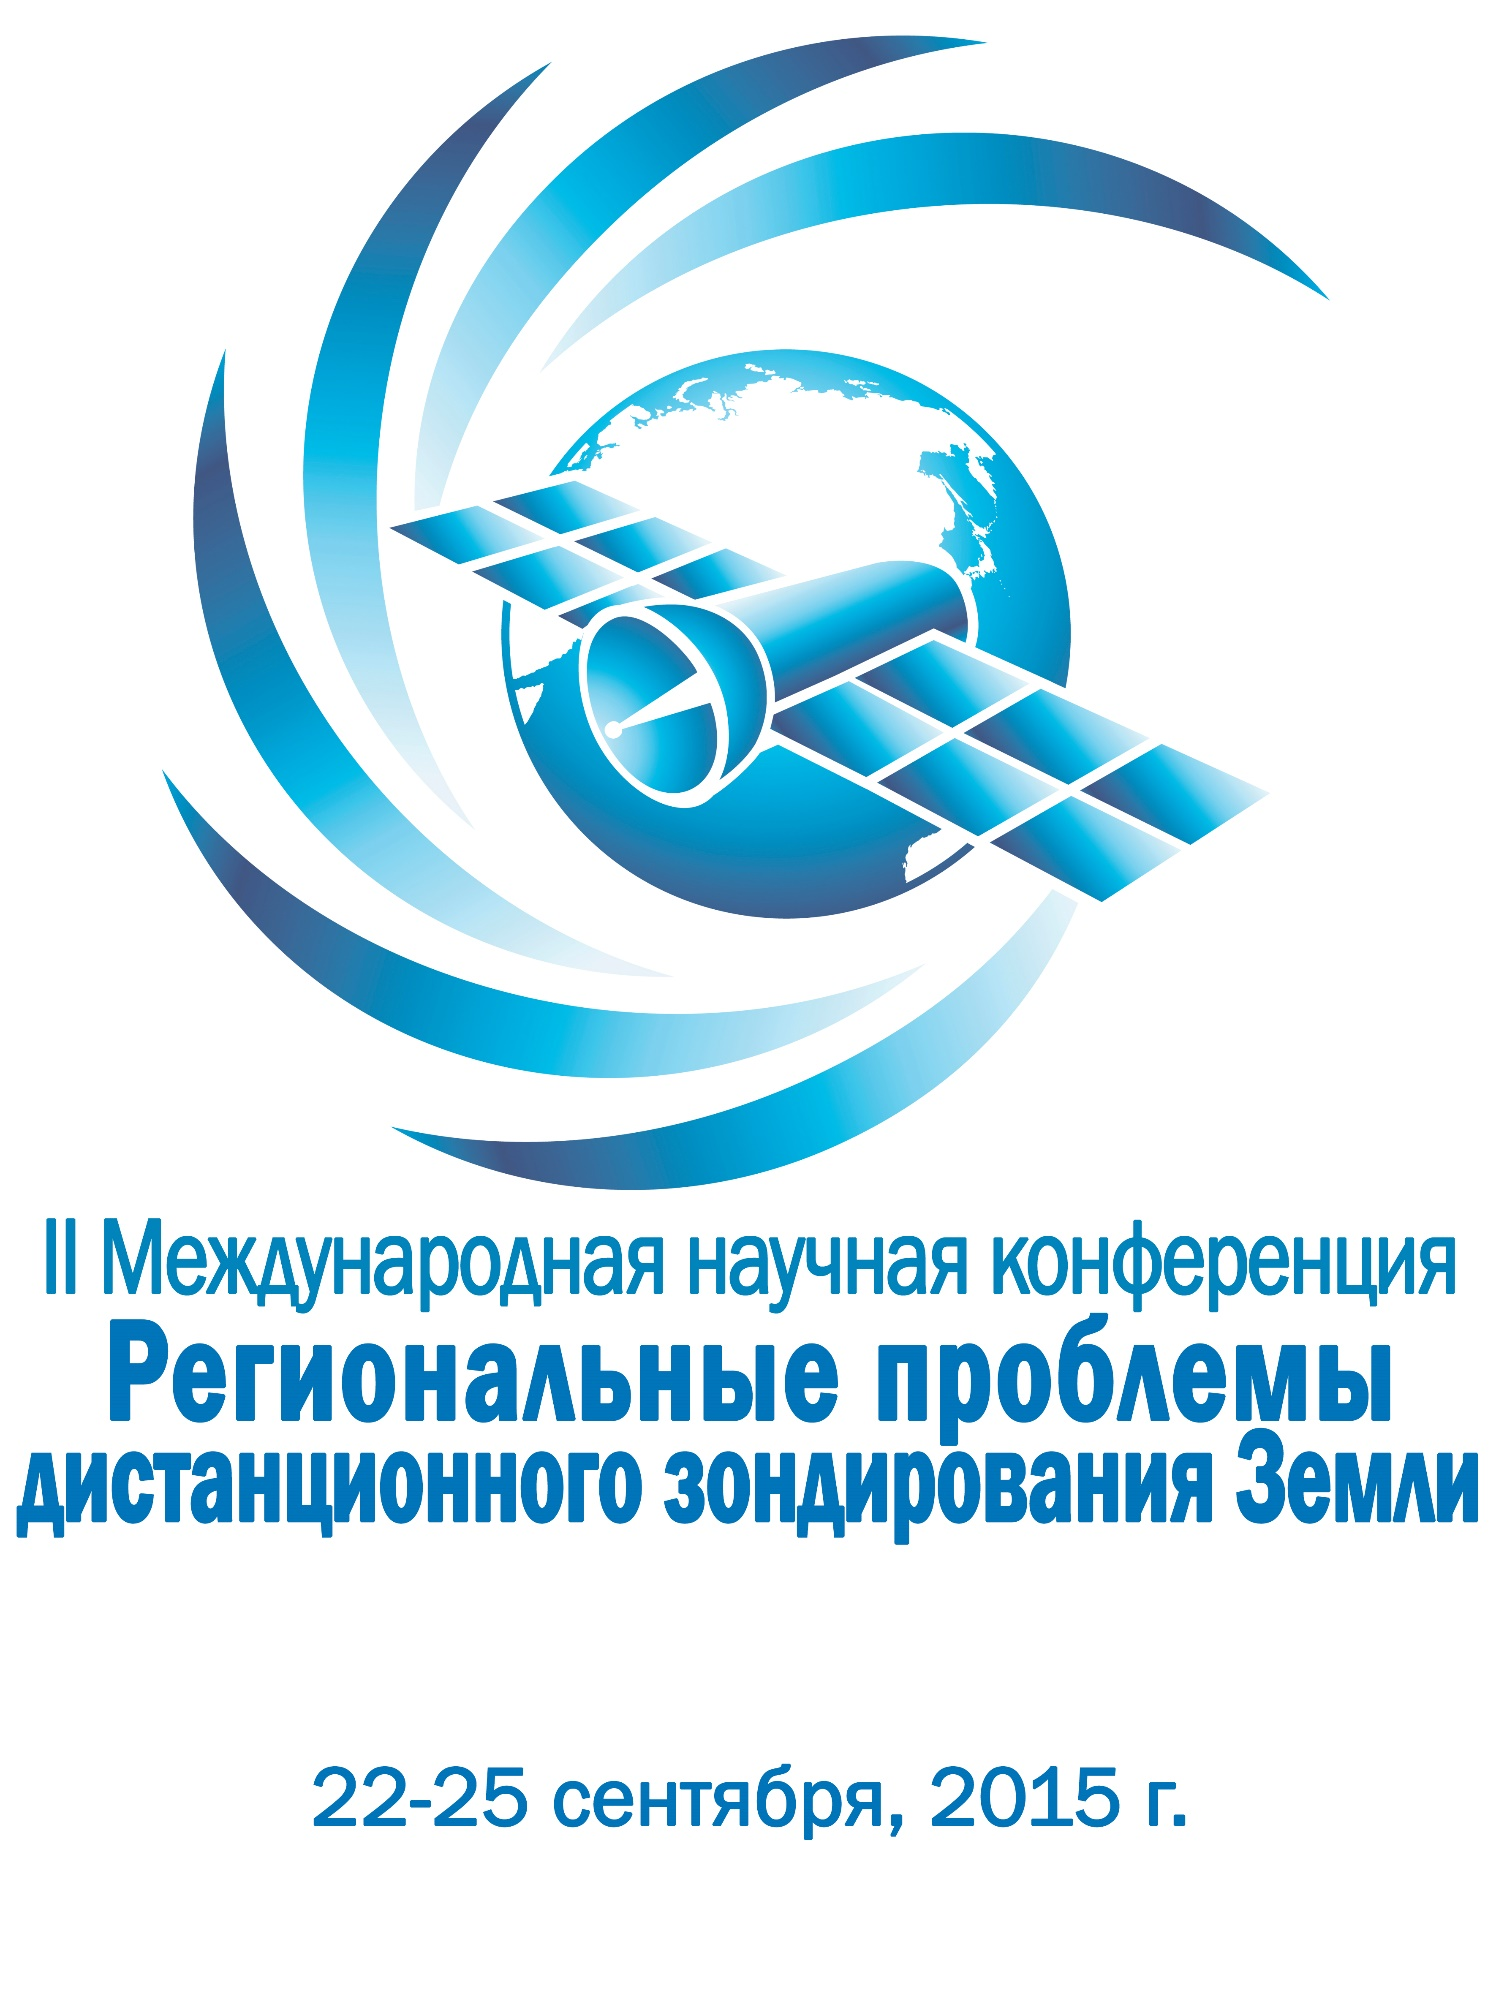 II Международная научная конференция
Региональные проблемы
дистанционного зондирования Земли
22-25 сентября, 2015 г.